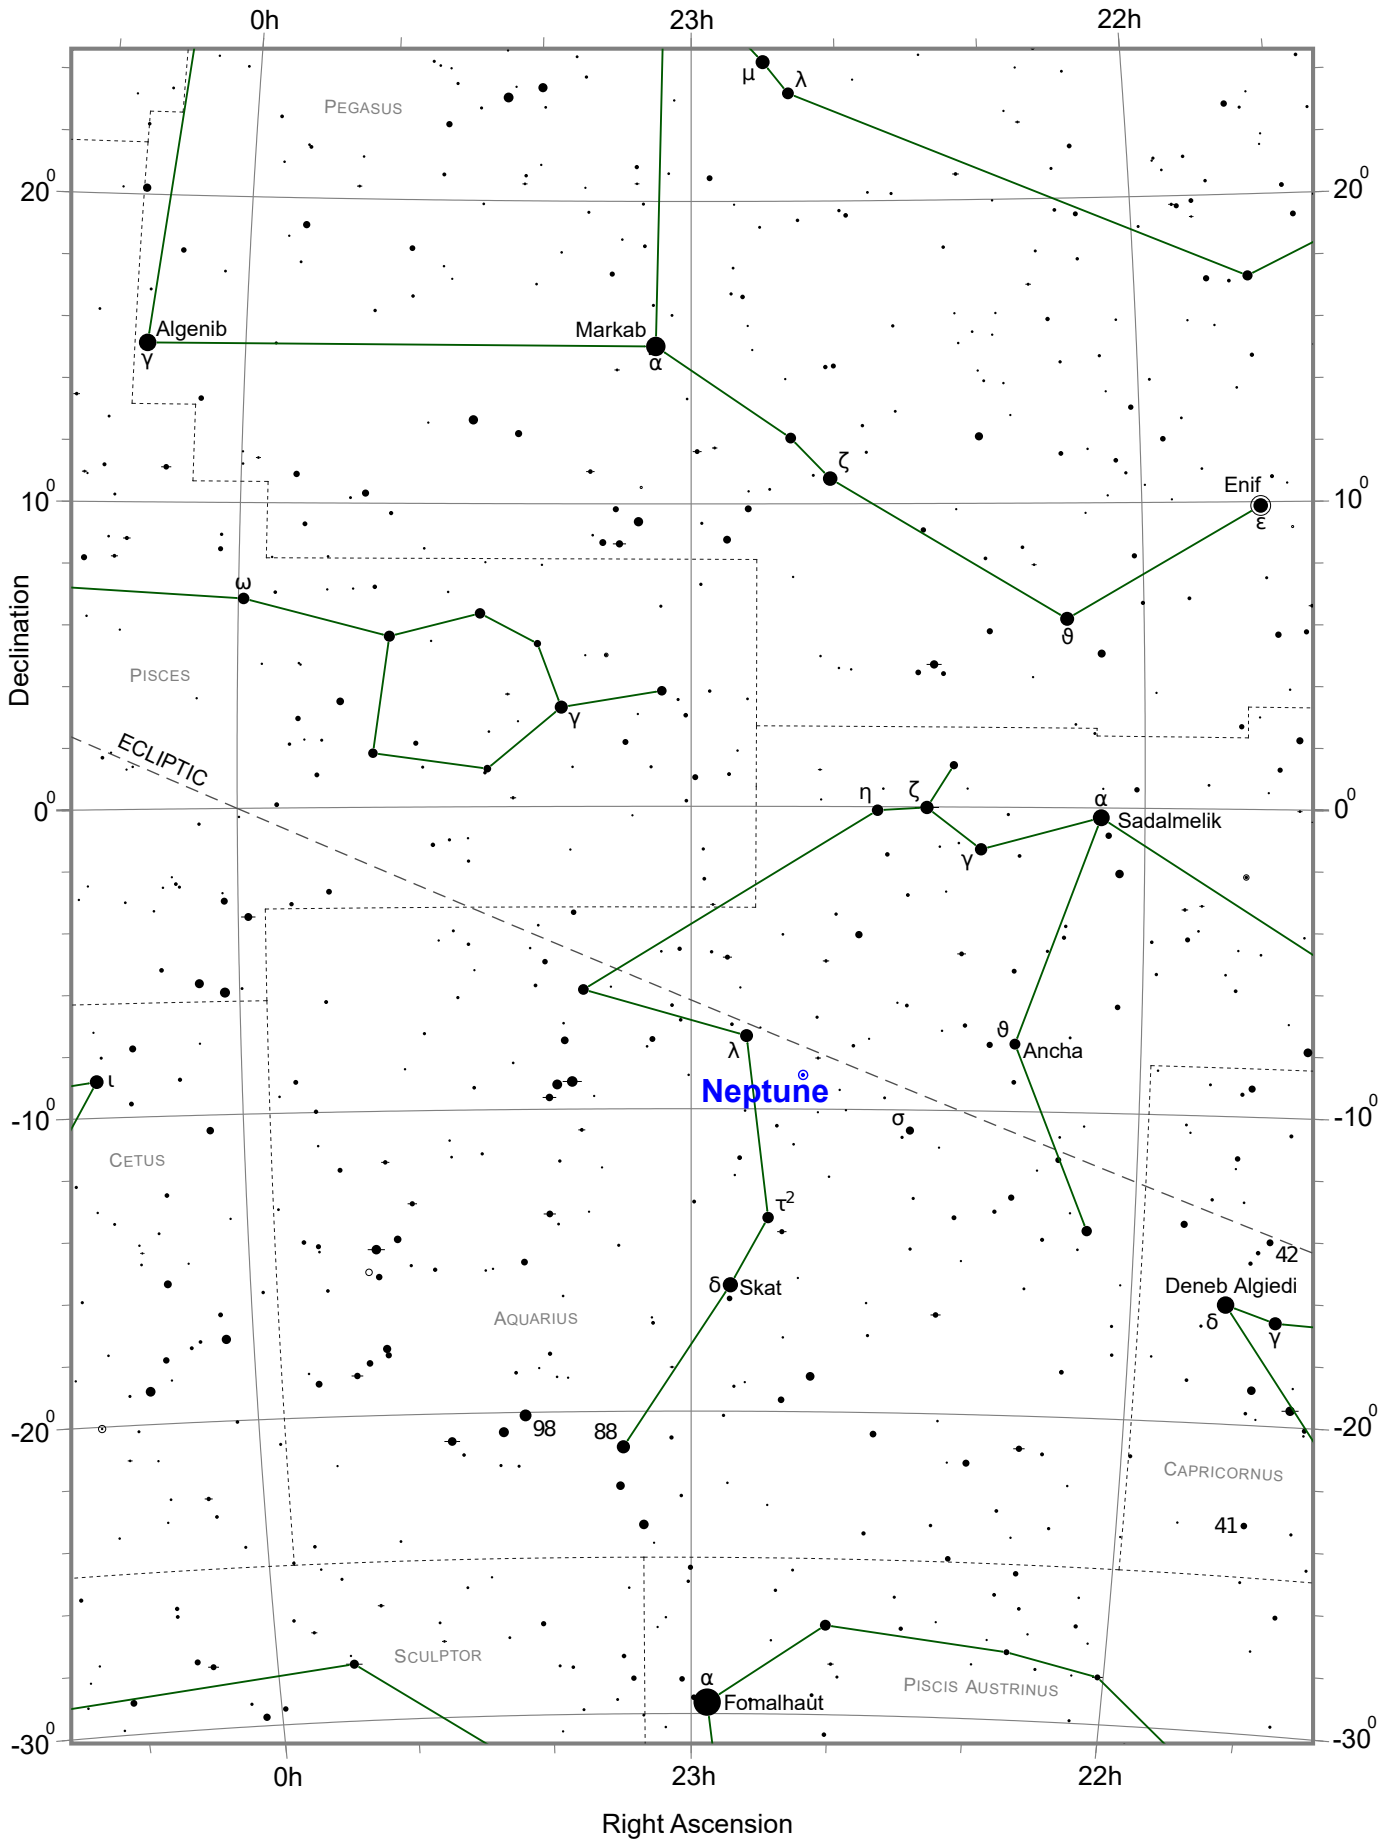 0h 23h 22h
μ λ
PEGASUS
20⁰ 20⁰
Algenib Markab
γ α
ζ
Enif
10⁰ 10⁰
ε
Declination
ω
ϑ
PISCES
γ
ECLIPTIC
η ζ α
0⁰ 0⁰
Sadalmelik
γ
ϑ
λ Ancha
ι
Neptune
-10⁰ σ -10⁰
CETUS
τ²
42
δ Skat Deneb Algiedi
AQUARIUS δ
γ
98 88
-20⁰ -20⁰
CAPRICORNUS
41
SCULPTOR
α
PISCIS AUSTRINUS
Fomalhaut
-30⁰ -30⁰
0h 23h 22h
Right Ascension